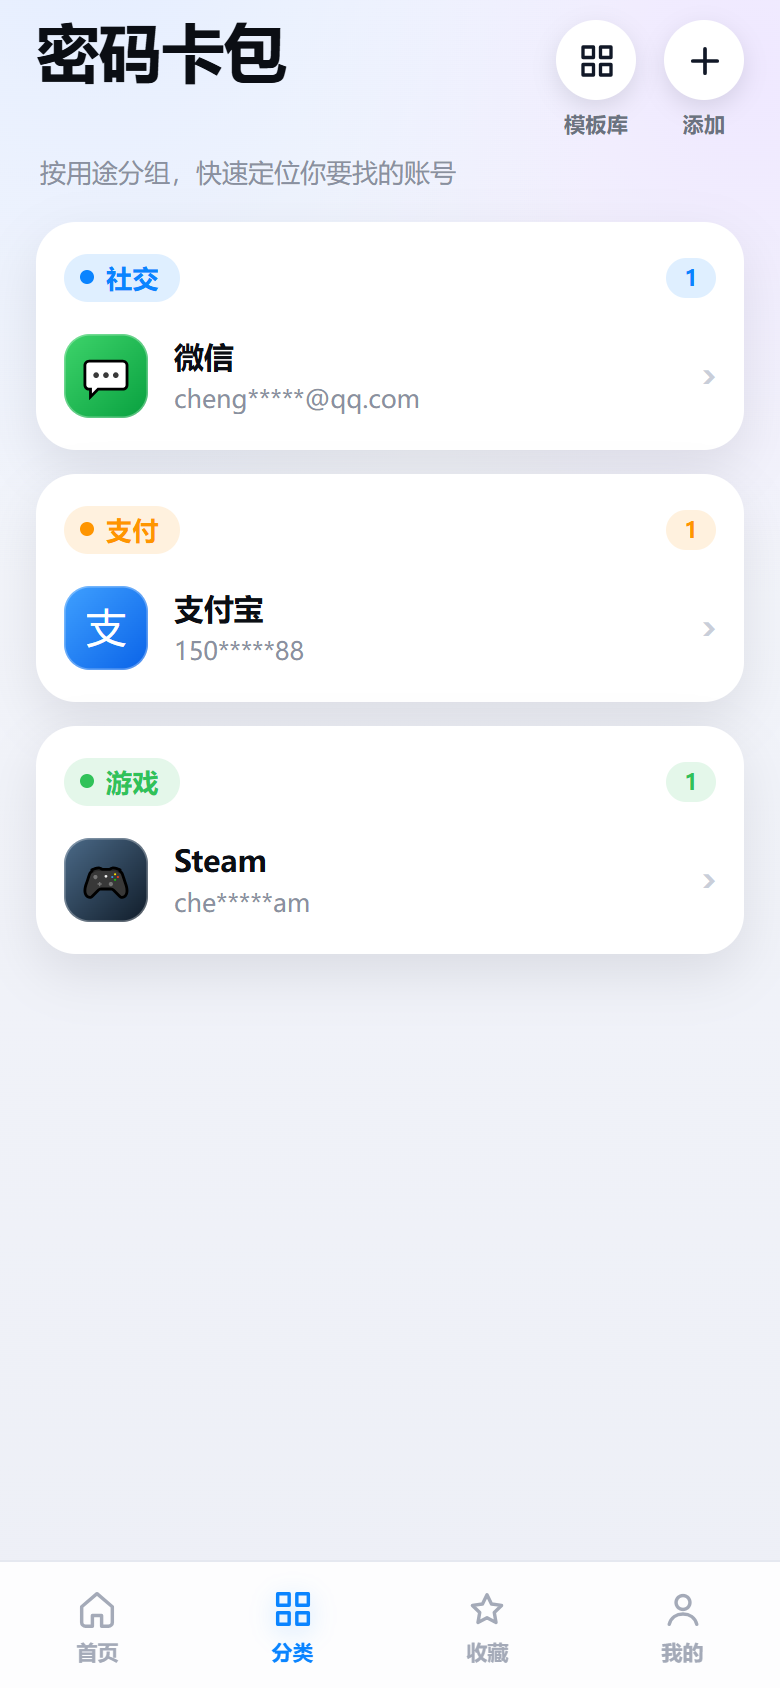 密码卡包
模板库
添加
按用途分组，快速定位你要找的账号
社交
1
微信
cheng*****@qq.com
支付
1
支
支付宝
150*****88
游戏
1
Steam
che*****am
首页
分类
收藏
我的